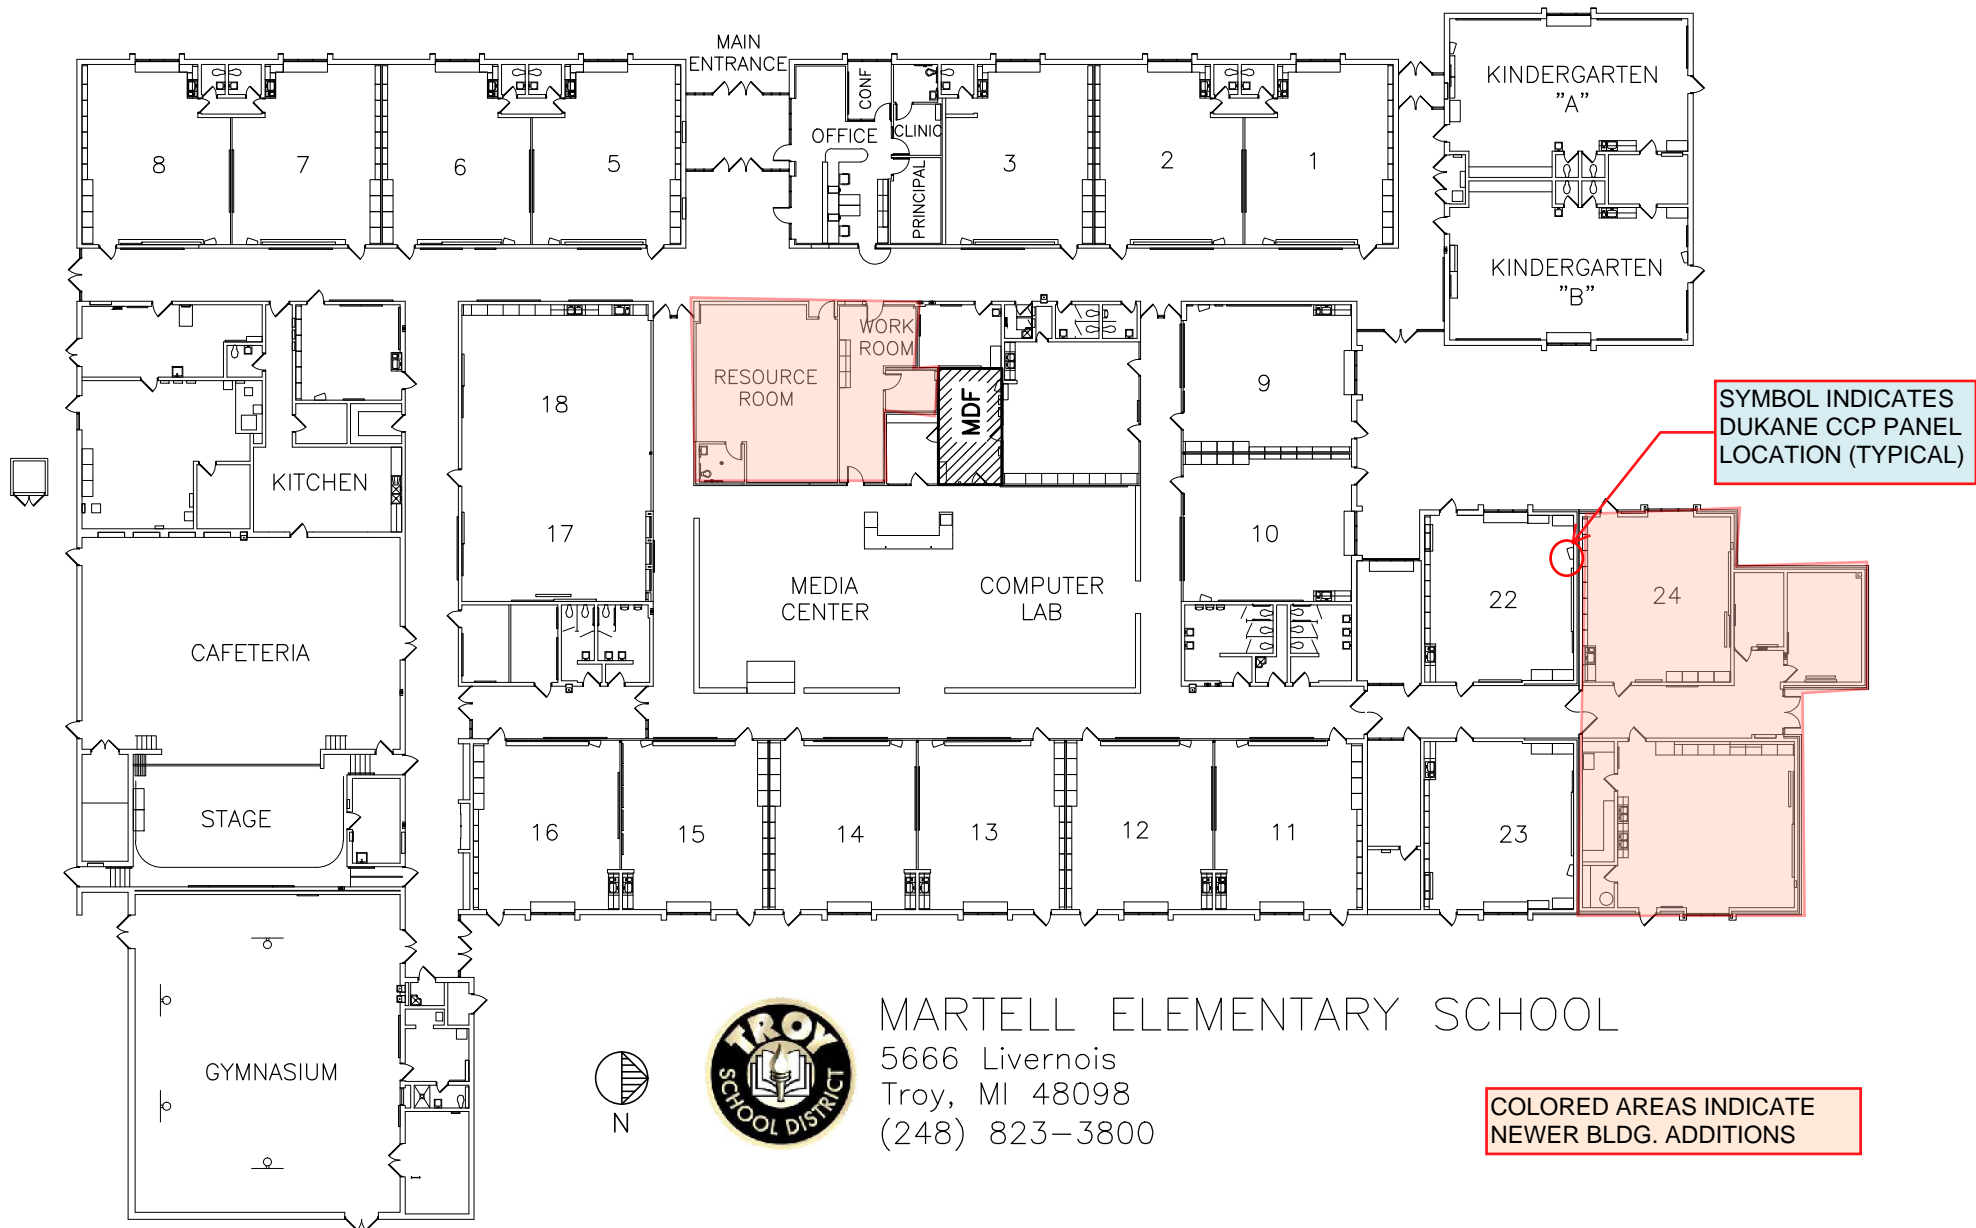 MAIN
ENTRANCE
KINDERGARTEN
"A"
CONF
OFFICE
CLINIC
8
7
6
5
3
2
1
PRINCIPAL
KINDERGARTEN
"B"
WORK
ROOM
RESOURCE
ROOM
9
18
MDF
SYMBOL INDICATES
DUKANE CCP PANEL
LOCATION (TYPICAL)
KITCHEN
17
10
MEDIA
CENTER
COMPUTER
LAB
22
24
CAFETERIA
STAGE
16
15
14
13
12
11
23
GYMNASIUM
N
TROY
SCHOOL DISTRICT
MARTELL ELEMENTARY SCHOOL
5666 Livernois
Troy, MI 48098
(248) 823-3800
COLORED AREAS INDICATE
NEWER BLDG. ADDITIONS